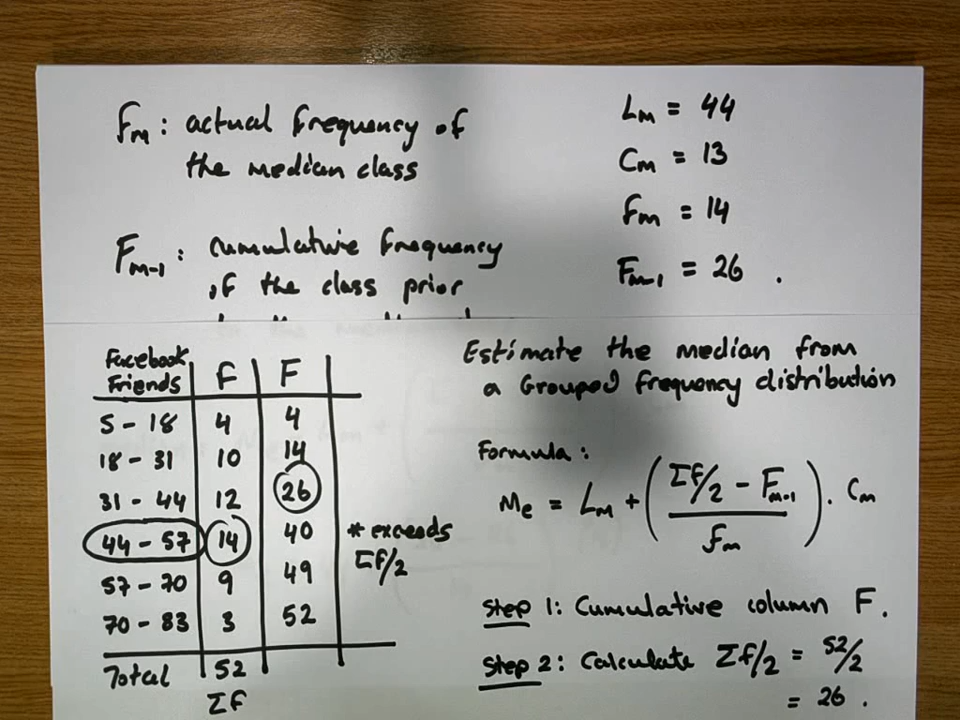 fm : actual frequency of
the median class
Fm-1 : cumulative frequency
of the class prior
Lm = 44
Cm = 13
fm = 14
Fm-1 = 26 .
Facebook Friends | f | F
5 - 18 | 4 | 4
18 - 31 | 10 | 14
31 - 44 | 12 | 26
44 - 57 | 14 | 40 * exceeds Σf/2
57 - 70 | 9 | 49
70 - 83 | 3 | 52
Total | 52
Σf
Estimate the median from
a Grouped frequency distribution
Formula :
Me = Lm + ( (Σf/2 - Fm-1) / fm ) . Cm
Step 1: Cumulative column F.
Step 2: Calculate Σf/2 = 52/2
= 26 .